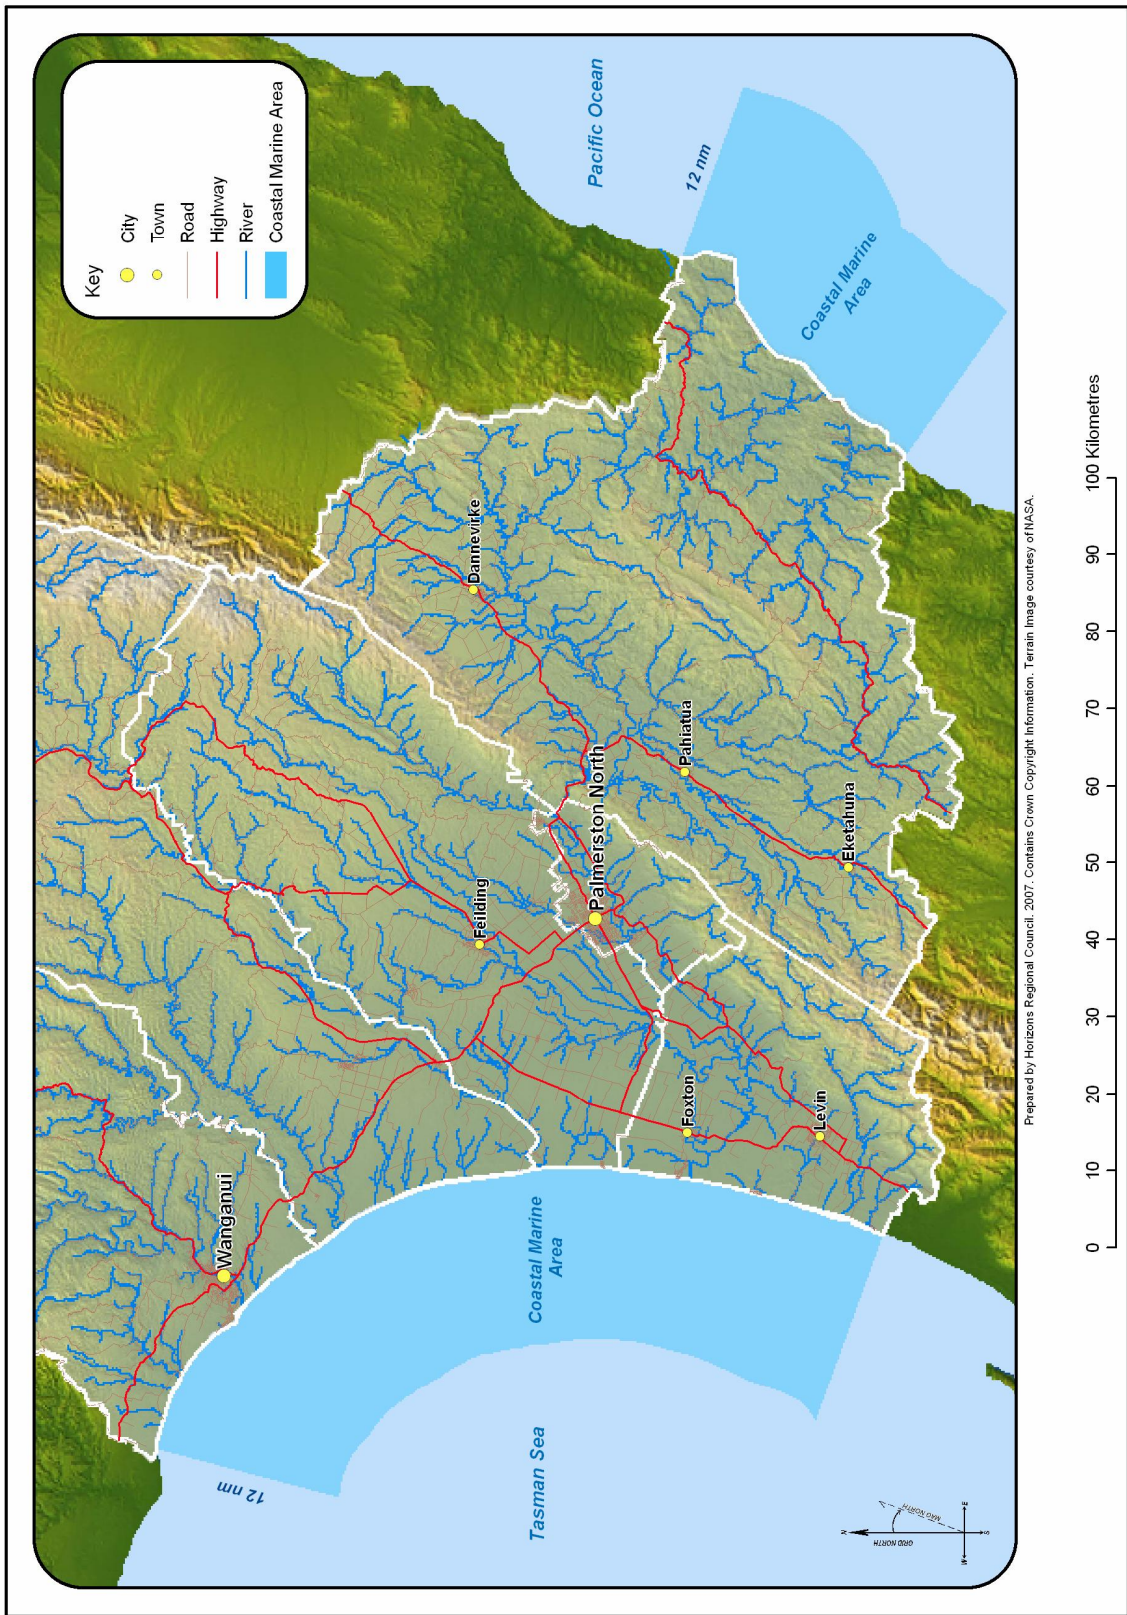 Key
City
Town
Road
Highway
River
Coastal Marine Area
Pacific Ocean
12 nm
Coastal Marine
Area
Dannevirke
Pahiatua
Palmerston North
Eketahuna
Feilding
Foxton
Levin
Wanganui
Coastal Marine
Area
12 nm
Tasman Sea
N
GRID NORTH
MAG NORTH
W
E
S
Prepared by Horizons Regional Council. 2007. Contains Crown Copyright Information. Terrain Image courtesy of NASA.
0 10 20 30 40 50 60 70 80 90 100 Kilometres